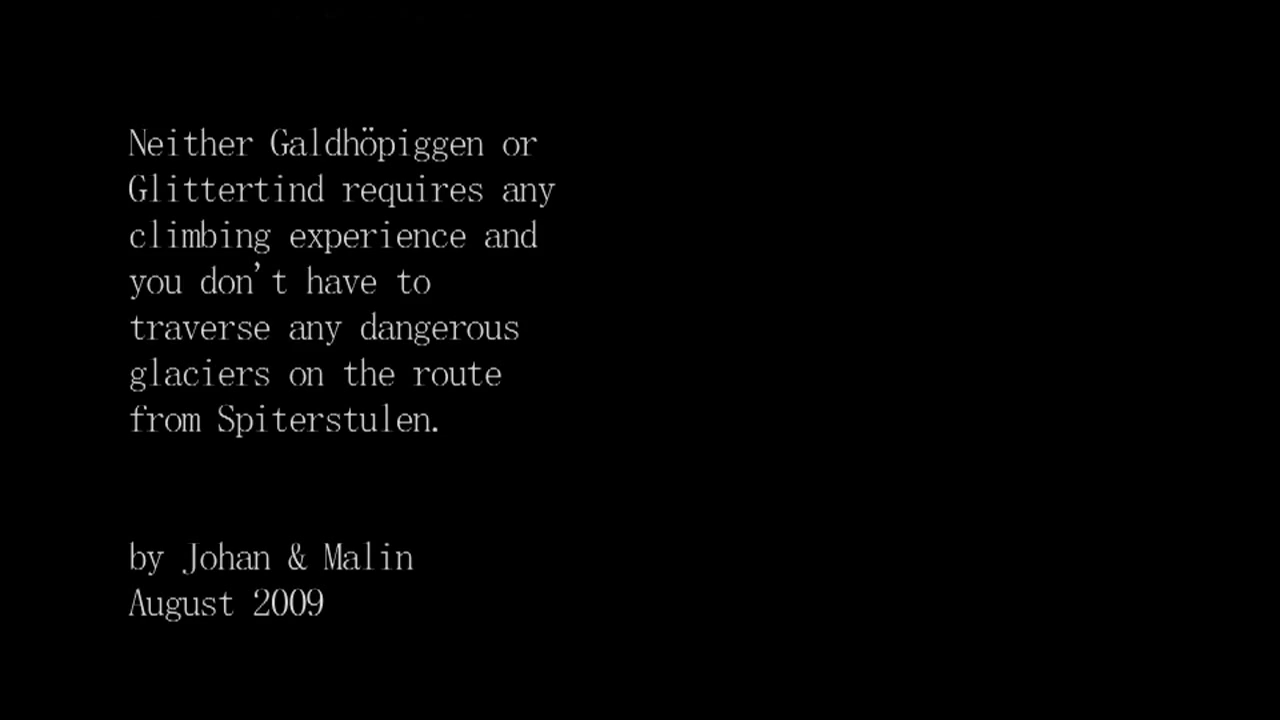 Neither Galdhöpiggen or
Glittertind requires any
climbing experience and
you don't have to
traverse any dangerous
glaciers on the route
from Spiterstulen.
by Johan & Malin
August 2009